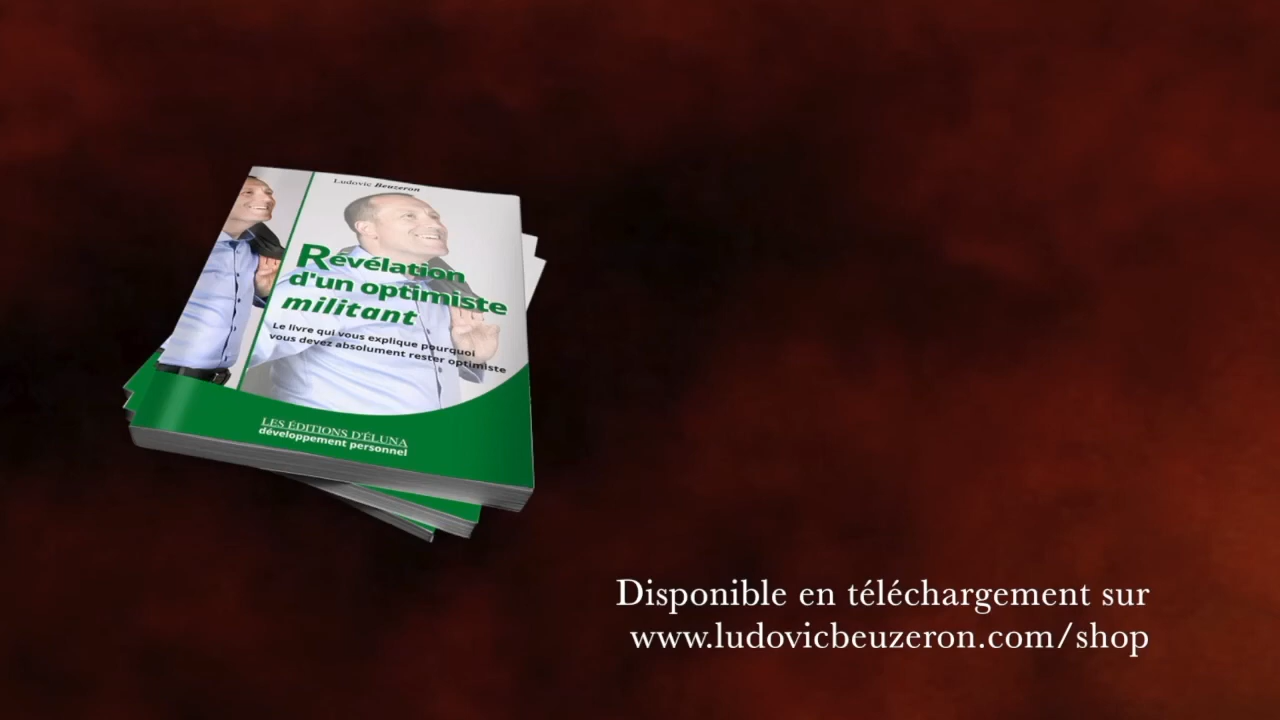 Ludovic Beuzeron
Révélation
d'un optimiste
militant
Le livre qui vous explique pourquoi
vous devez absolument rester optimiste
LES ÉDITIONS D'ÉLUNA
développement personnel
Disponible en téléchargement sur
www.ludovicbeuzeron.com/shop